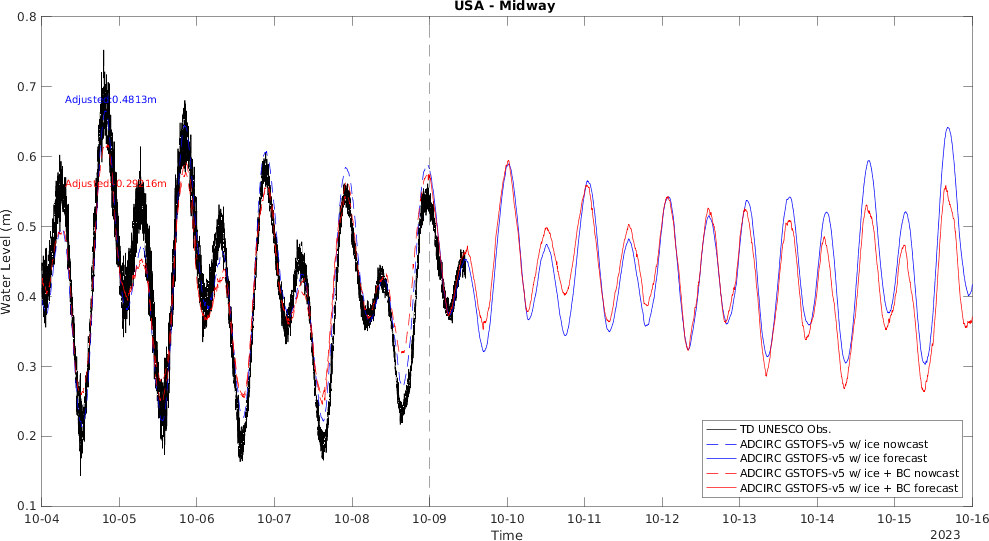 USA - Midway
0.8
0.7
0.6
0.5
0.4
0.3
0.2
0.1
Water Level (m)
Adjusted:0.4813m
TD UNESCO Obs.
ADCIRC GSTOFS-v5 w/ ice nowcast
ADCIRC GSTOFS-v5 w/ ice forecast
ADCIRC GSTOFS-v5 w/ ice + BC nowcast
ADCIRC GSTOFS-v5 w/ ice + BC forecast
10-04 10-05 10-06 10-07 10-08 10-09 10-10 10-11 10-12 10-13 10-14 10-15 10-16
Time
2023